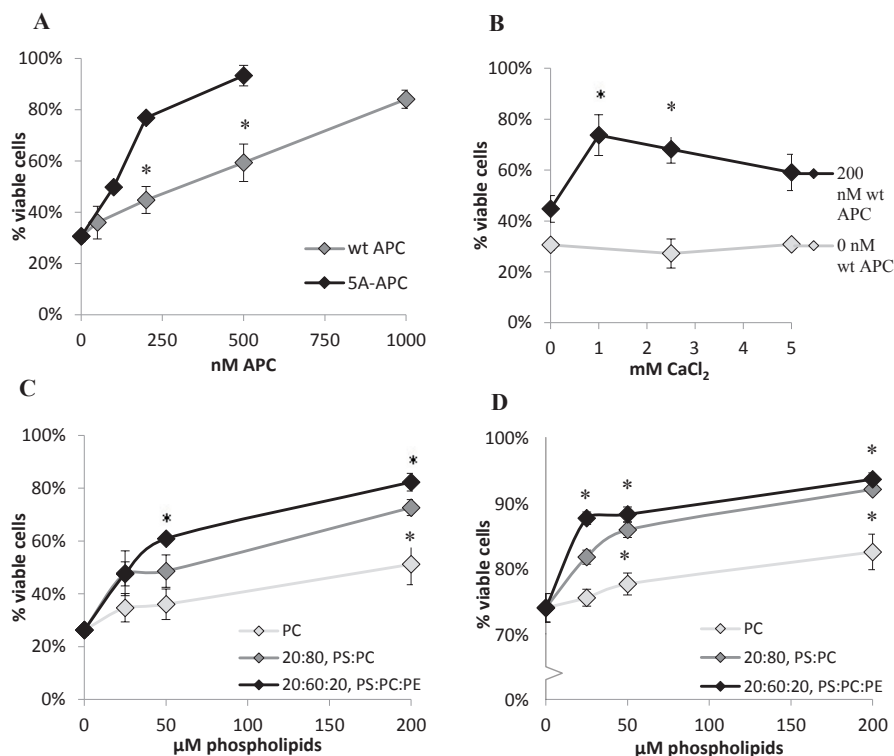 A
100%
80%
60%
40%
20%
0%
% viable cells
*
*
wt APC
5A-APC
0 250 500 750 1000
nM APC
B
100%
80%
60%
40%
20%
0%
% viable cells
*
*
200
nM wt
APC
0 nM
wt APC
0 1 2 3 4 5
mM CaCl₂
C
100%
80%
60%
40%
20%
0%
% viable cells
*
*
*
PC
20:80, PS:PC
20:60:20, PS:PC:PE
0 50 100 150 200
µM phospholipids
D
100%
90%
80%
70%
0%
% viable cells
*
*
*
*
*
PC
20:80, PS:PC
20:60:20, PS:PC:PE
0 50 100 150 200
µM phospholipids